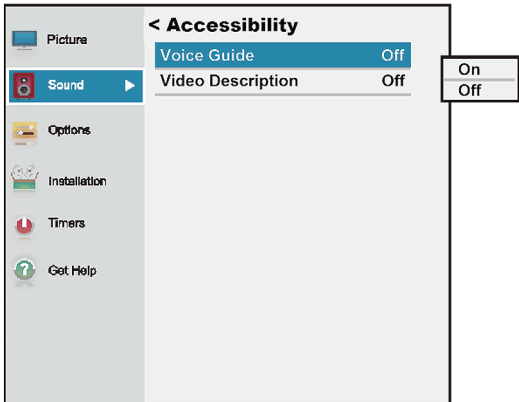 Picture
Sound
Options
Installation
Timers
Get Help
< Accessibility
Voice Guide Off
Video Description Off
On
Off